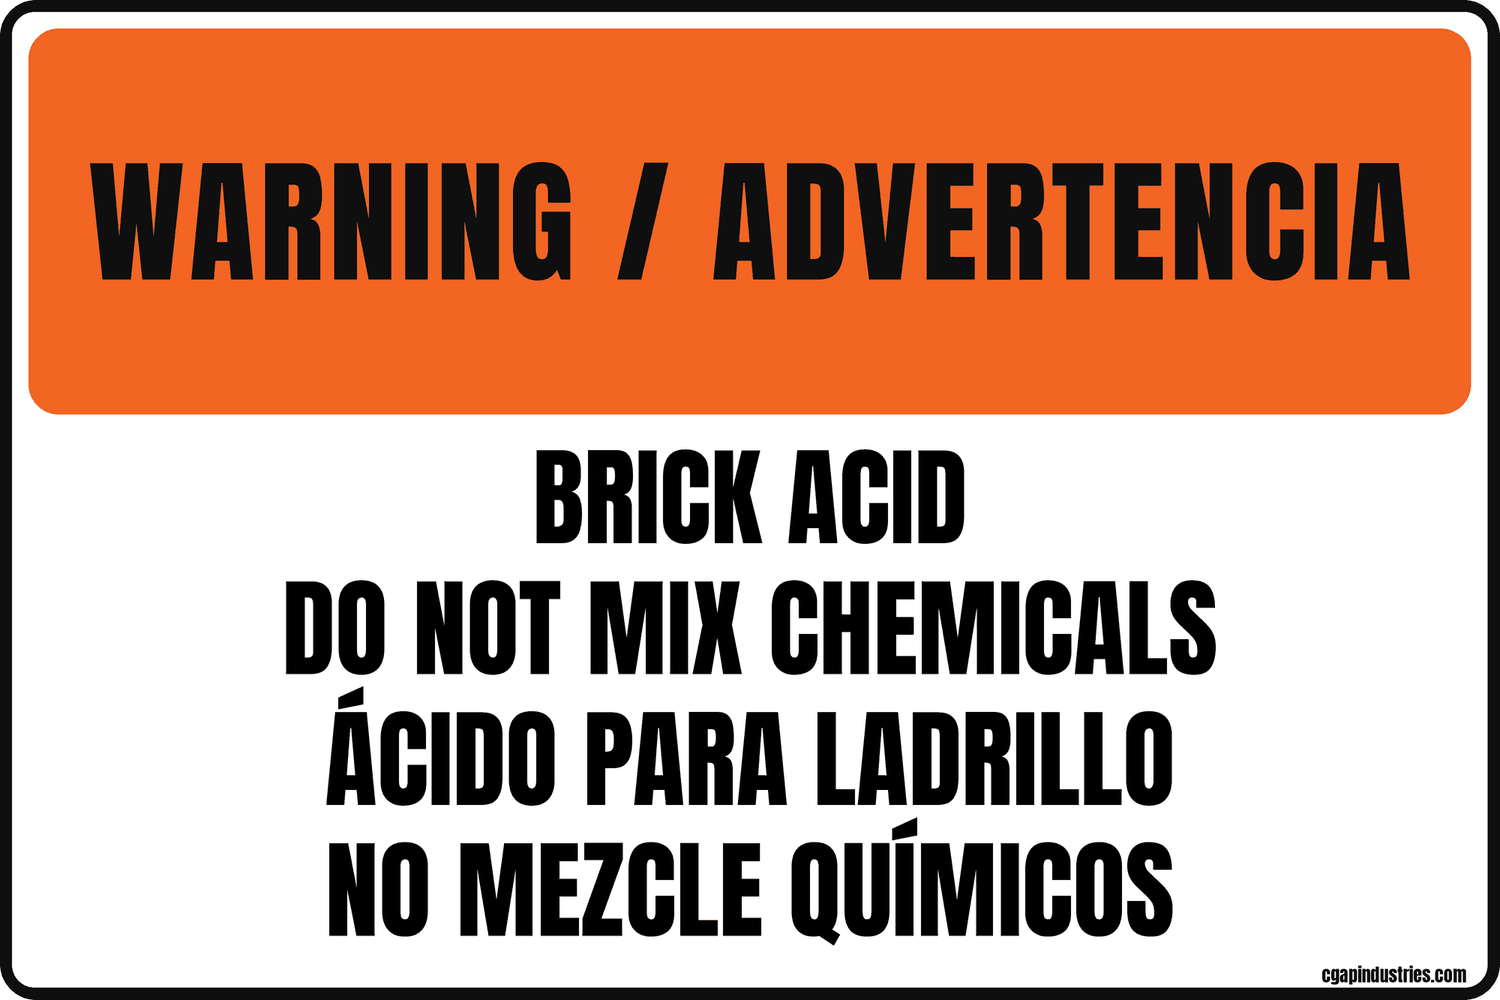 WARNING / ADVERTENCIA
BRICK ACID
DO NOT MIX CHEMICALS
ÁCIDO PARA LADRILLO
NO MEZCLE QUÍMICOS
cgapindustries.com